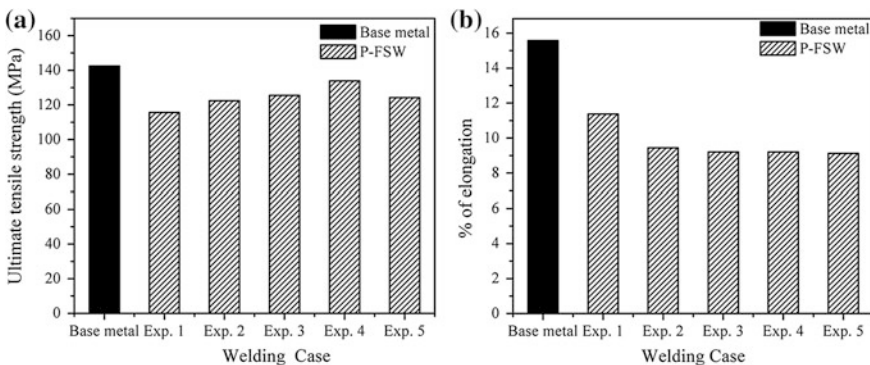 (a)
Ultimate tensile strength (MPa)
160
140
120
100
80
60
40
20
0
Base metal
P-FSW
Base metal Exp. 1 Exp. 2 Exp. 3 Exp. 4 Exp. 5
Welding Case
(b)
% of elongation
16
14
12
10
8
6
4
2
0
Base metal
P-FSW
Base metal Exp. 1 Exp. 2 Exp. 3 Exp. 4 Exp. 5
Welding Case